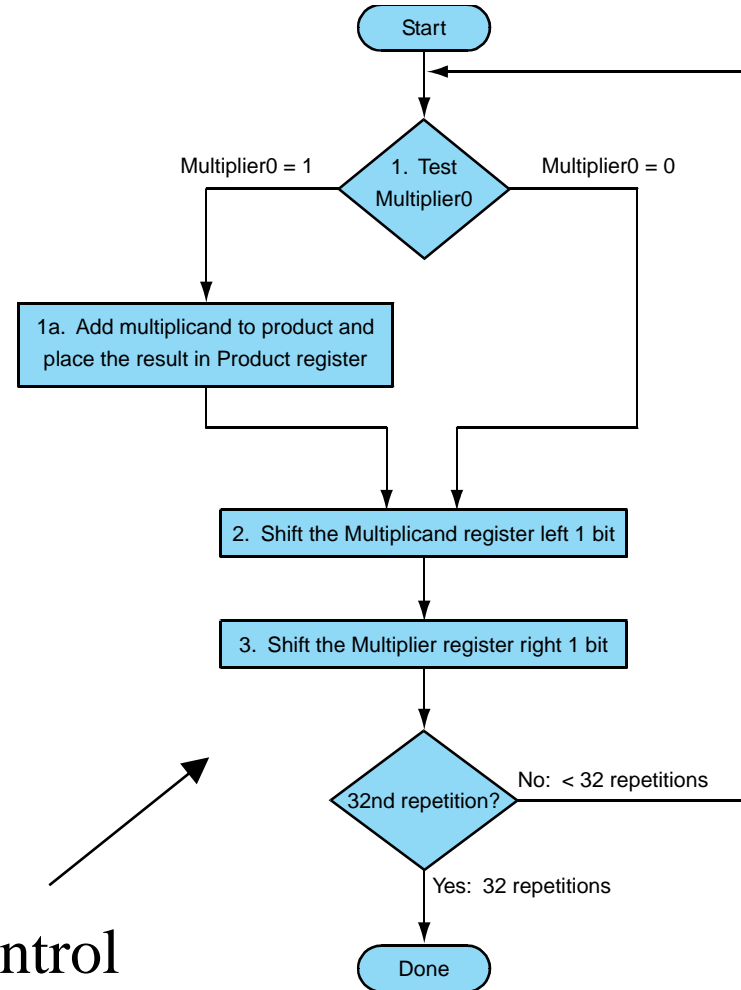 Start
Multiplier0 = 1
1. Test
Multiplier0
Multiplier0 = 0
1a. Add multiplicand to product and
place the result in Product register
2. Shift the Multiplicand register left 1 bit
3. Shift the Multiplier register right 1 bit
32nd repetition?
No: < 32 repetitions
Yes: 32 repetitions
ntrol
Done